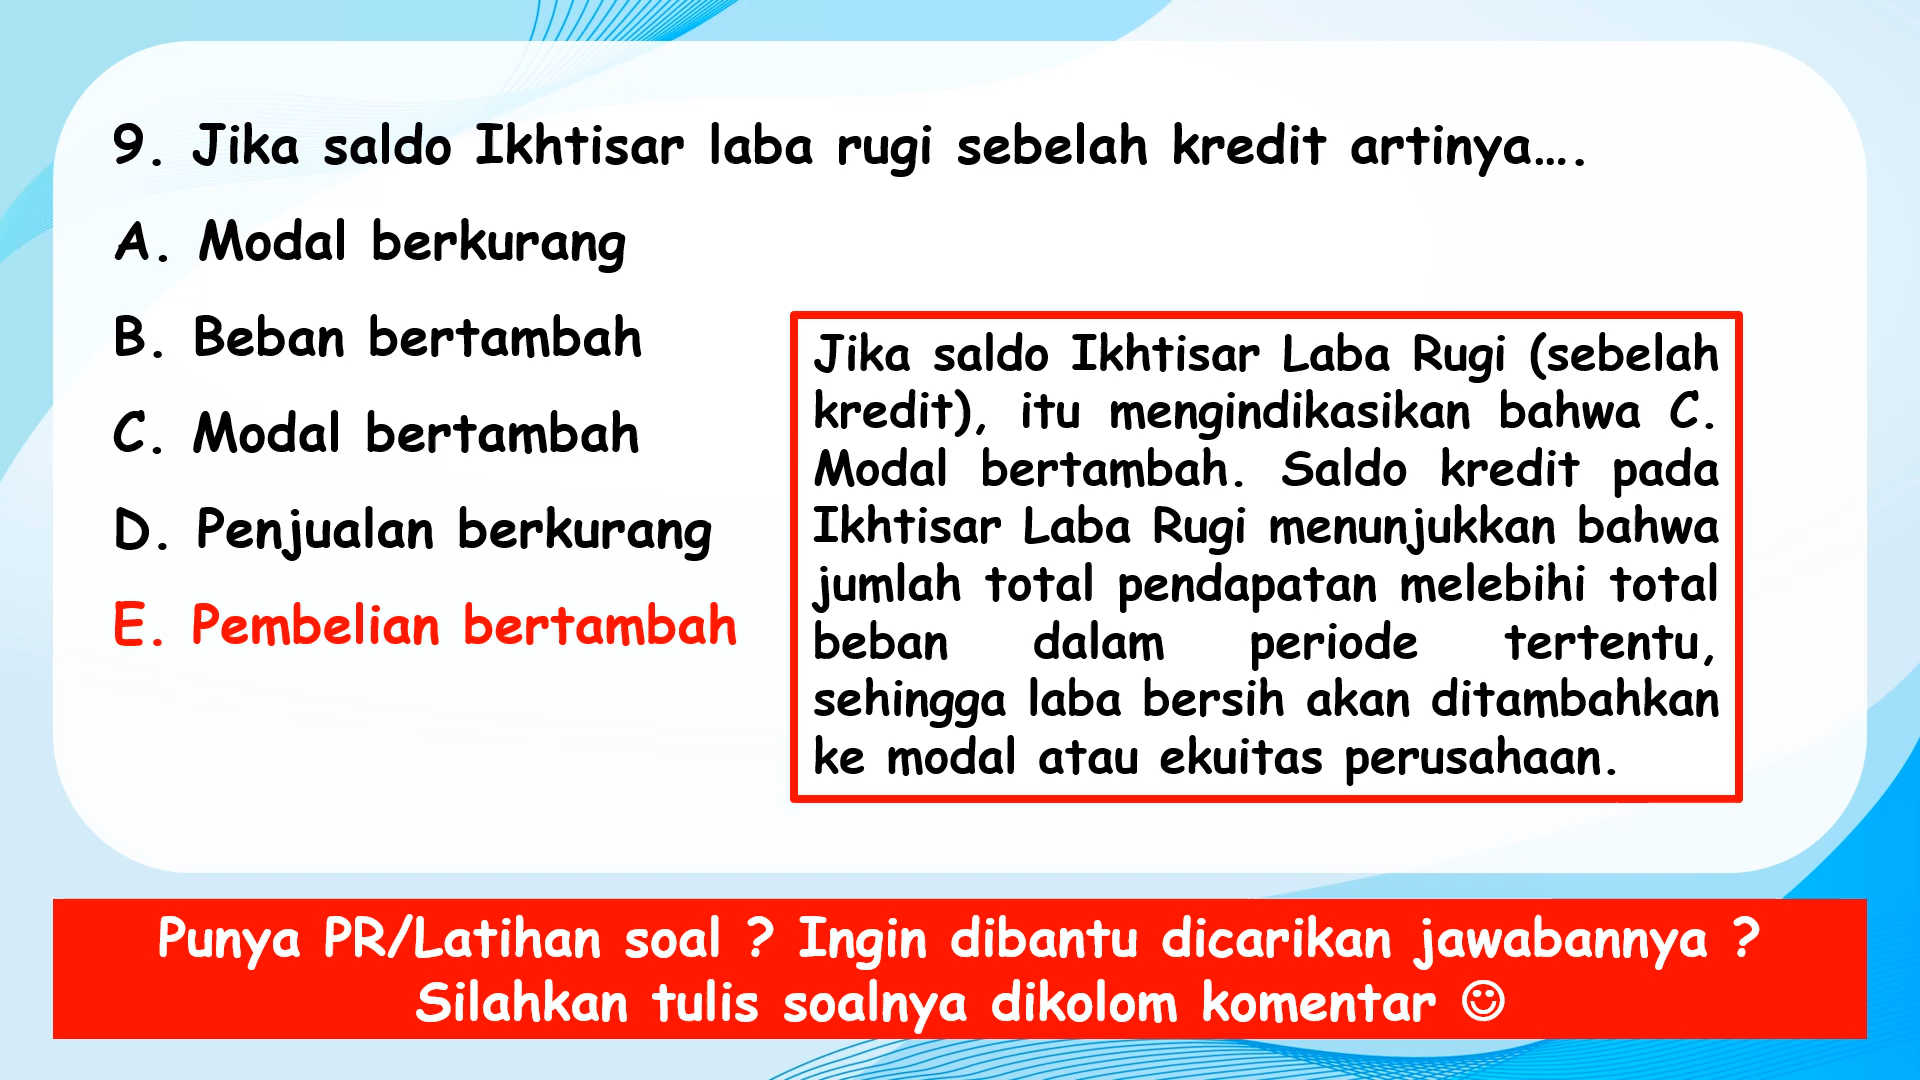 9. Jika saldo Ikhtisar laba rugi sebelah kredit artinya….
A. Modal berkurang
B. Beban bertambah
C. Modal bertambah
D. Penjualan berkurang
E. Pembelian bertambah
Jika saldo Ikhtisar Laba Rugi (sebelah
kredit), itu mengindikasikan bahwa C.
Modal bertambah. Saldo kredit pada
Ikhtisar Laba Rugi menunjukkan bahwa
jumlah total pendapatan melebihi total
beban dalam periode tertentu,
sehingga laba bersih akan ditambahkan
ke modal atau ekuitas perusahaan.
Punya PR/Latihan soal ? Ingin dibantu dicarikan jawabannya ?
Silahkan tulis soalnya dikolom komentar ☺